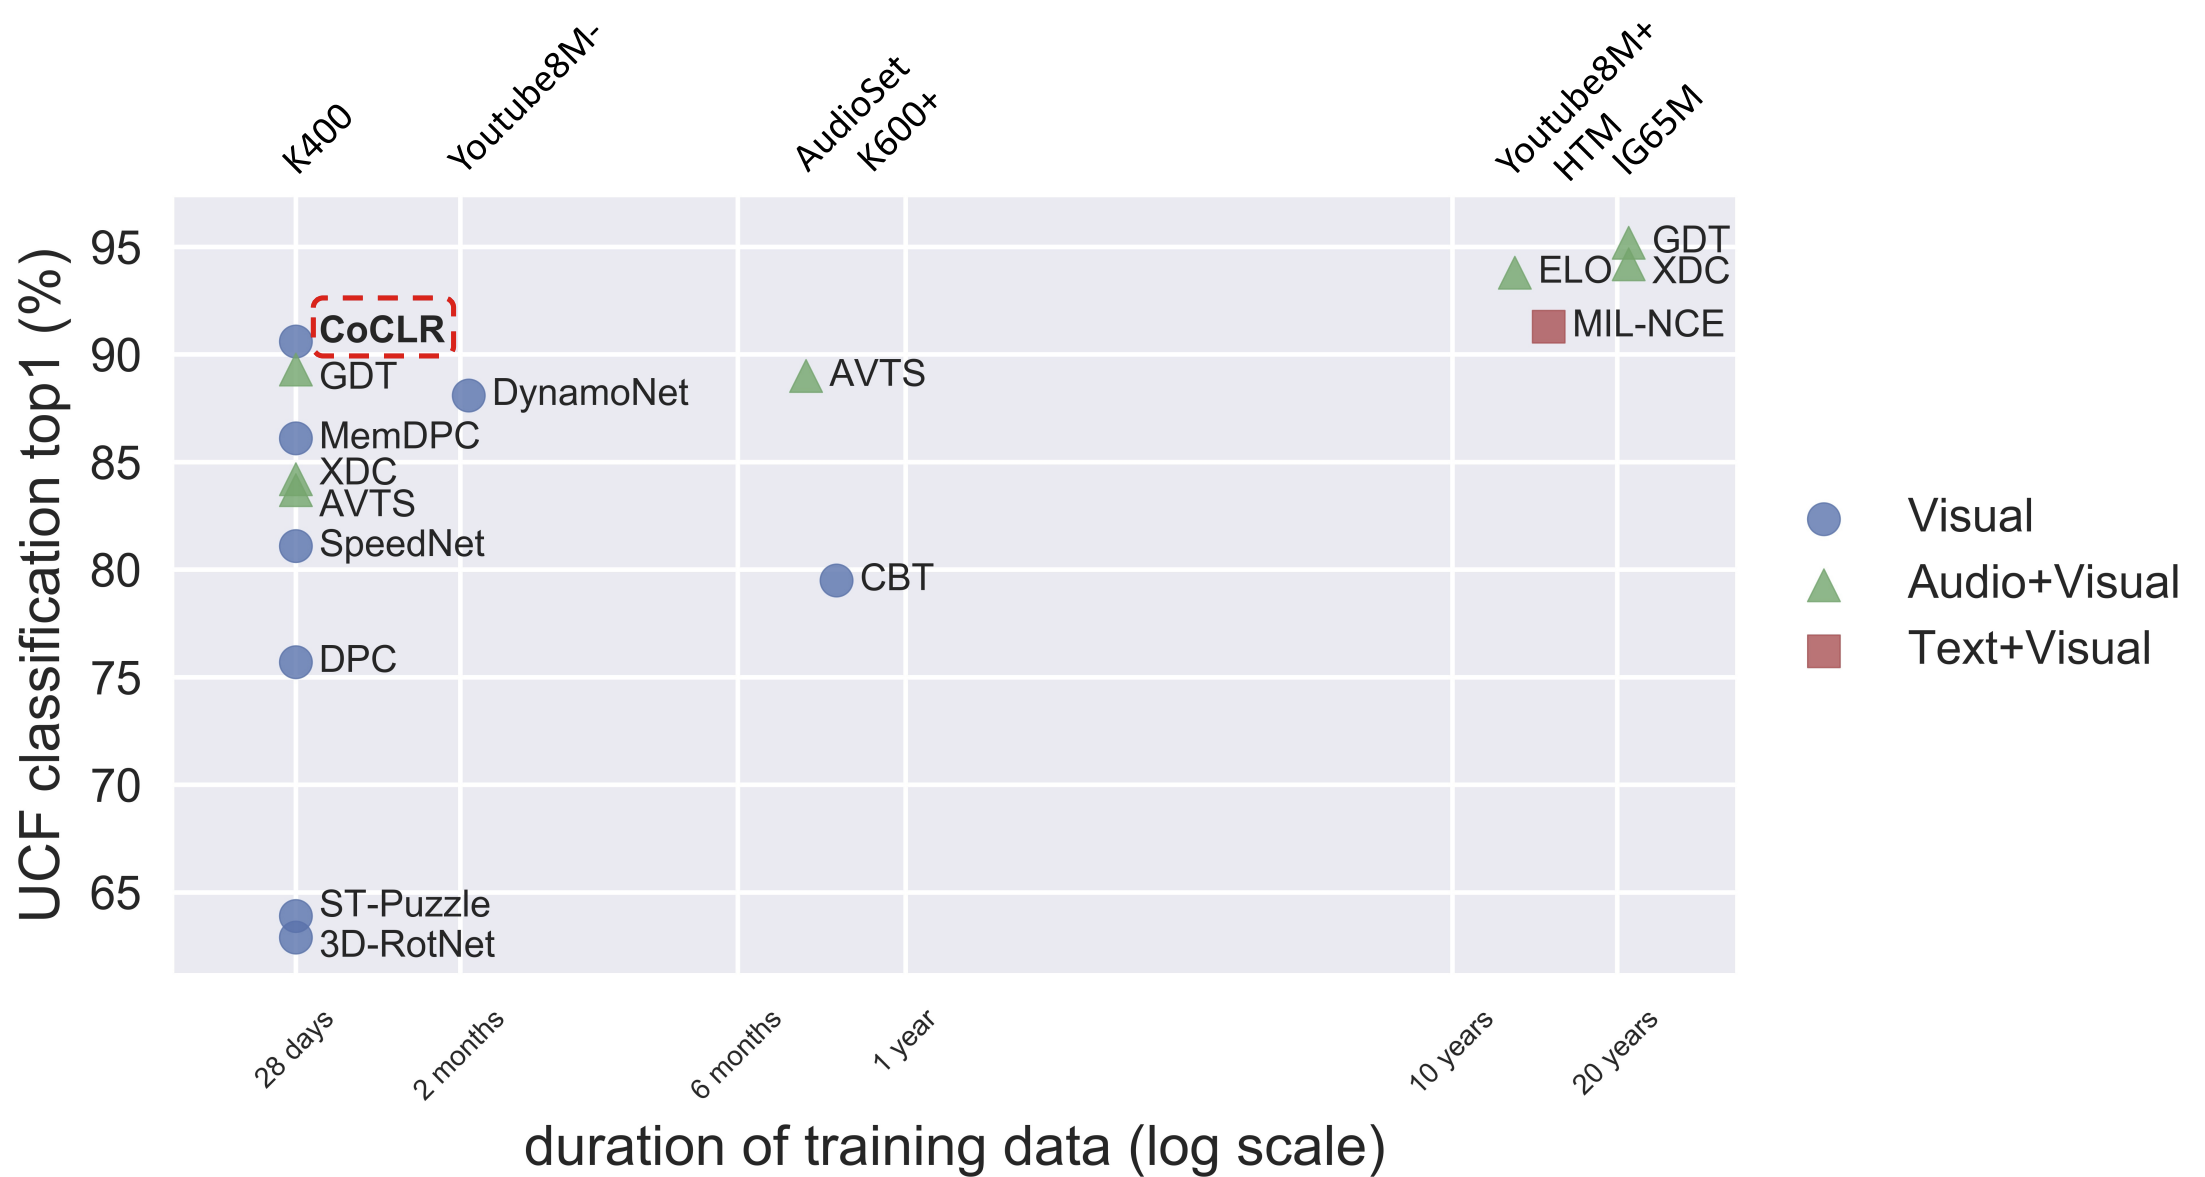 K400
Youtube8M-
AudioSet
K600+
Youtube8M+
HTM
IG65M
UCF classification top1 (%)
95
90
85
80
75
70
65
GDT
ELO
XDC
CoCLR
MIL-NCE
GDT
AVTS
DynamoNet
MemDPC
XDC
AVTS
SpeedNet
CBT
DPC
ST-Puzzle
3D-RotNet
Visual
Audio+Visual
Text+Visual
28 days
2 months
6 months
1 year
10 years
20 years
duration of training data (log scale)